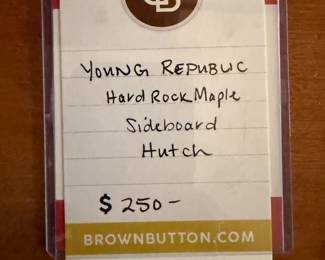 YOUNG REPUBLIC
Hard Rock Maple
Sideboard
Hutch
$ 250-
BROWNBUTTON.COM